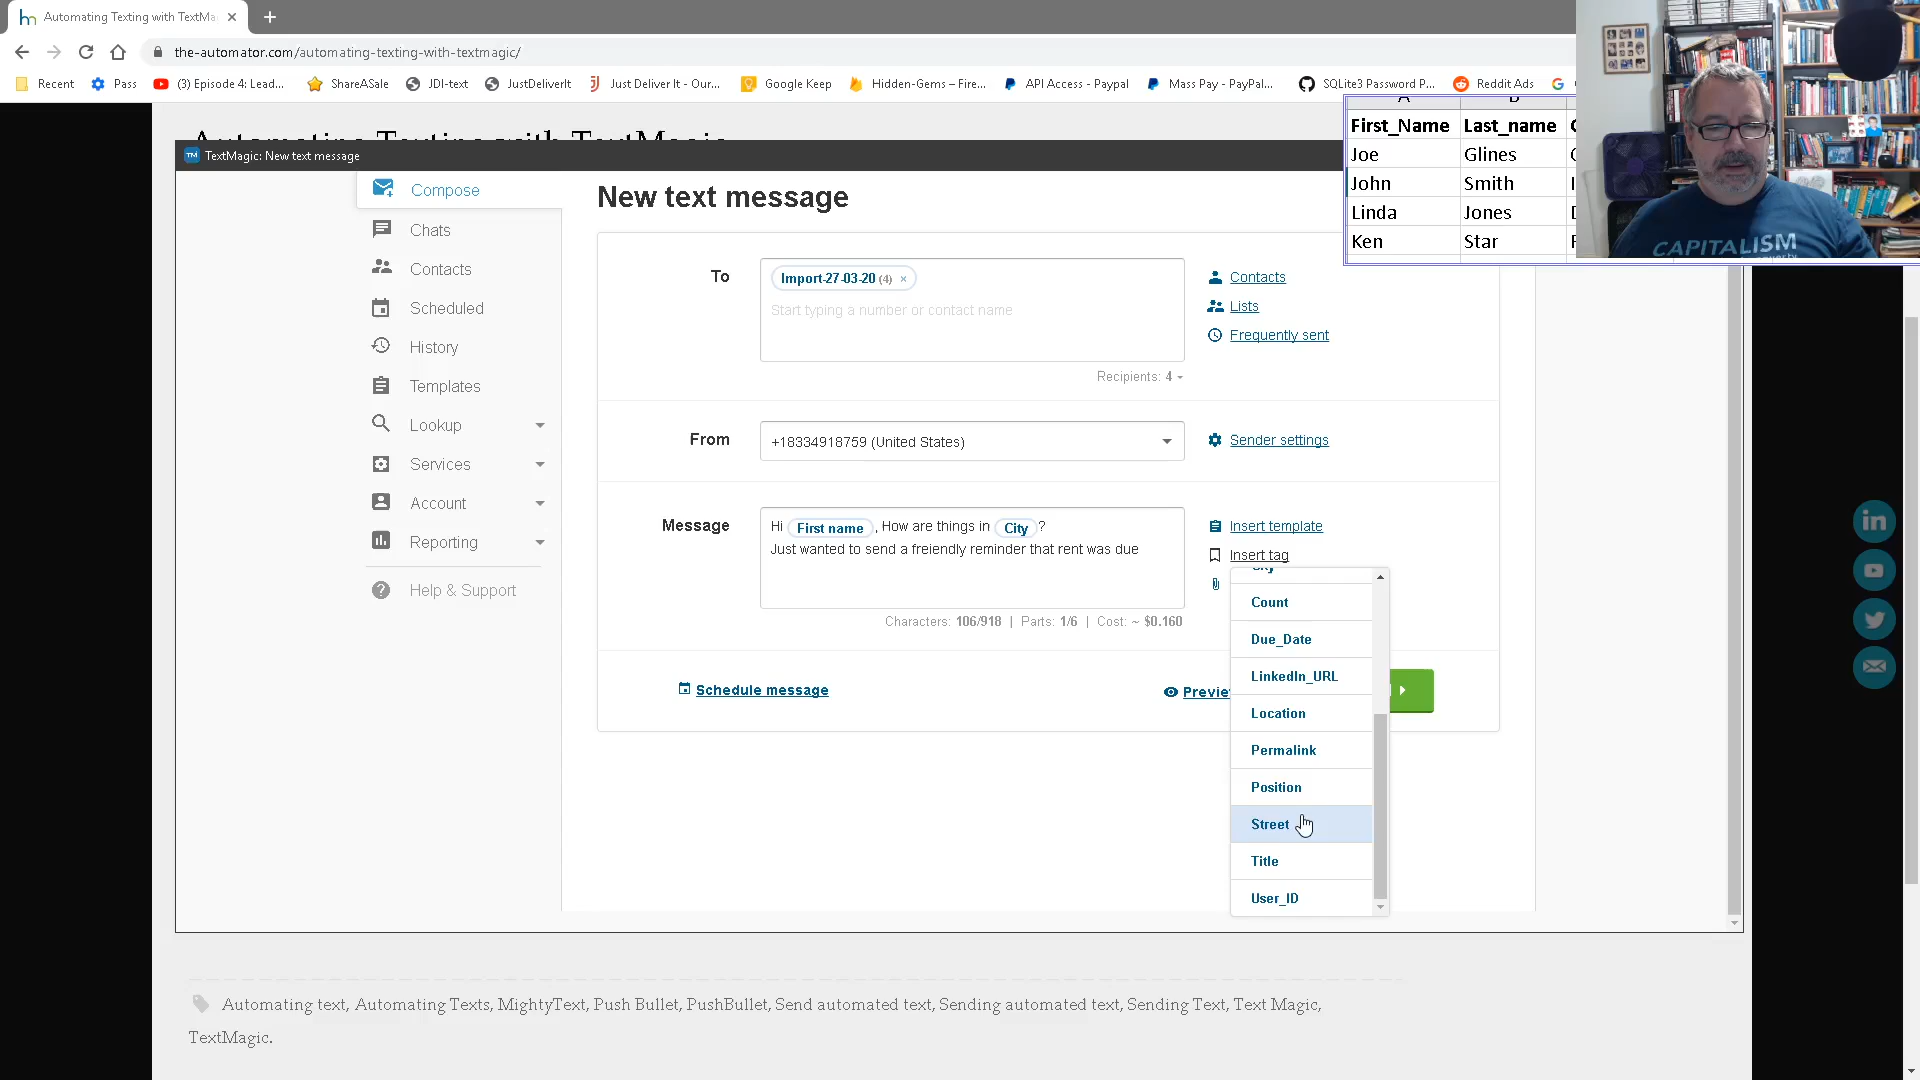 Automating Texting with TextMa
the-automator.com/automating-texting-with-textmagic/
Recent Pass (3) Episode 4: Lead... ShareASale JDI-text JustDeliverIt Just Deliver It - Our... Google Keep Hidden-Gems – Fire... API Access - Paypal Mass Pay - PayPal... SQLite3 Password P... Reddit Ads
Automating Texting with TextMagic
TextMagic: New text message
First_Name Last_name
Joe Glines
John Smith
Linda Jones
Ken Star
CAPITALISM
Compose
Chats
Contacts
Scheduled
History
Templates
Lookup
Services
Account
Reporting
Help & Support
New text message
To
Import-27-03-20 (4) ×
Start typing a number or contact name
Contacts
Lists
Frequently sent
Recipients: 4
From
+18334918759 (United States)
Sender settings
Message
Hi First name , How are things in City ?
Just wanted to send a freiendly reminder that rent was due
Insert template
Insert tag
Characters: 106/918 | Parts: 1/6 | Cost: ~ $0.160
City
Count
Due_Date
LinkedIn_URL
Location
Permalink
Position
Street
Title
User_ID
Schedule message
Previe
Automating text, Automating Texts, MightyText, Push Bullet, PushBullet, Send automated text, Sending automated text, Sending Text, Text Magic,
TextMagic.